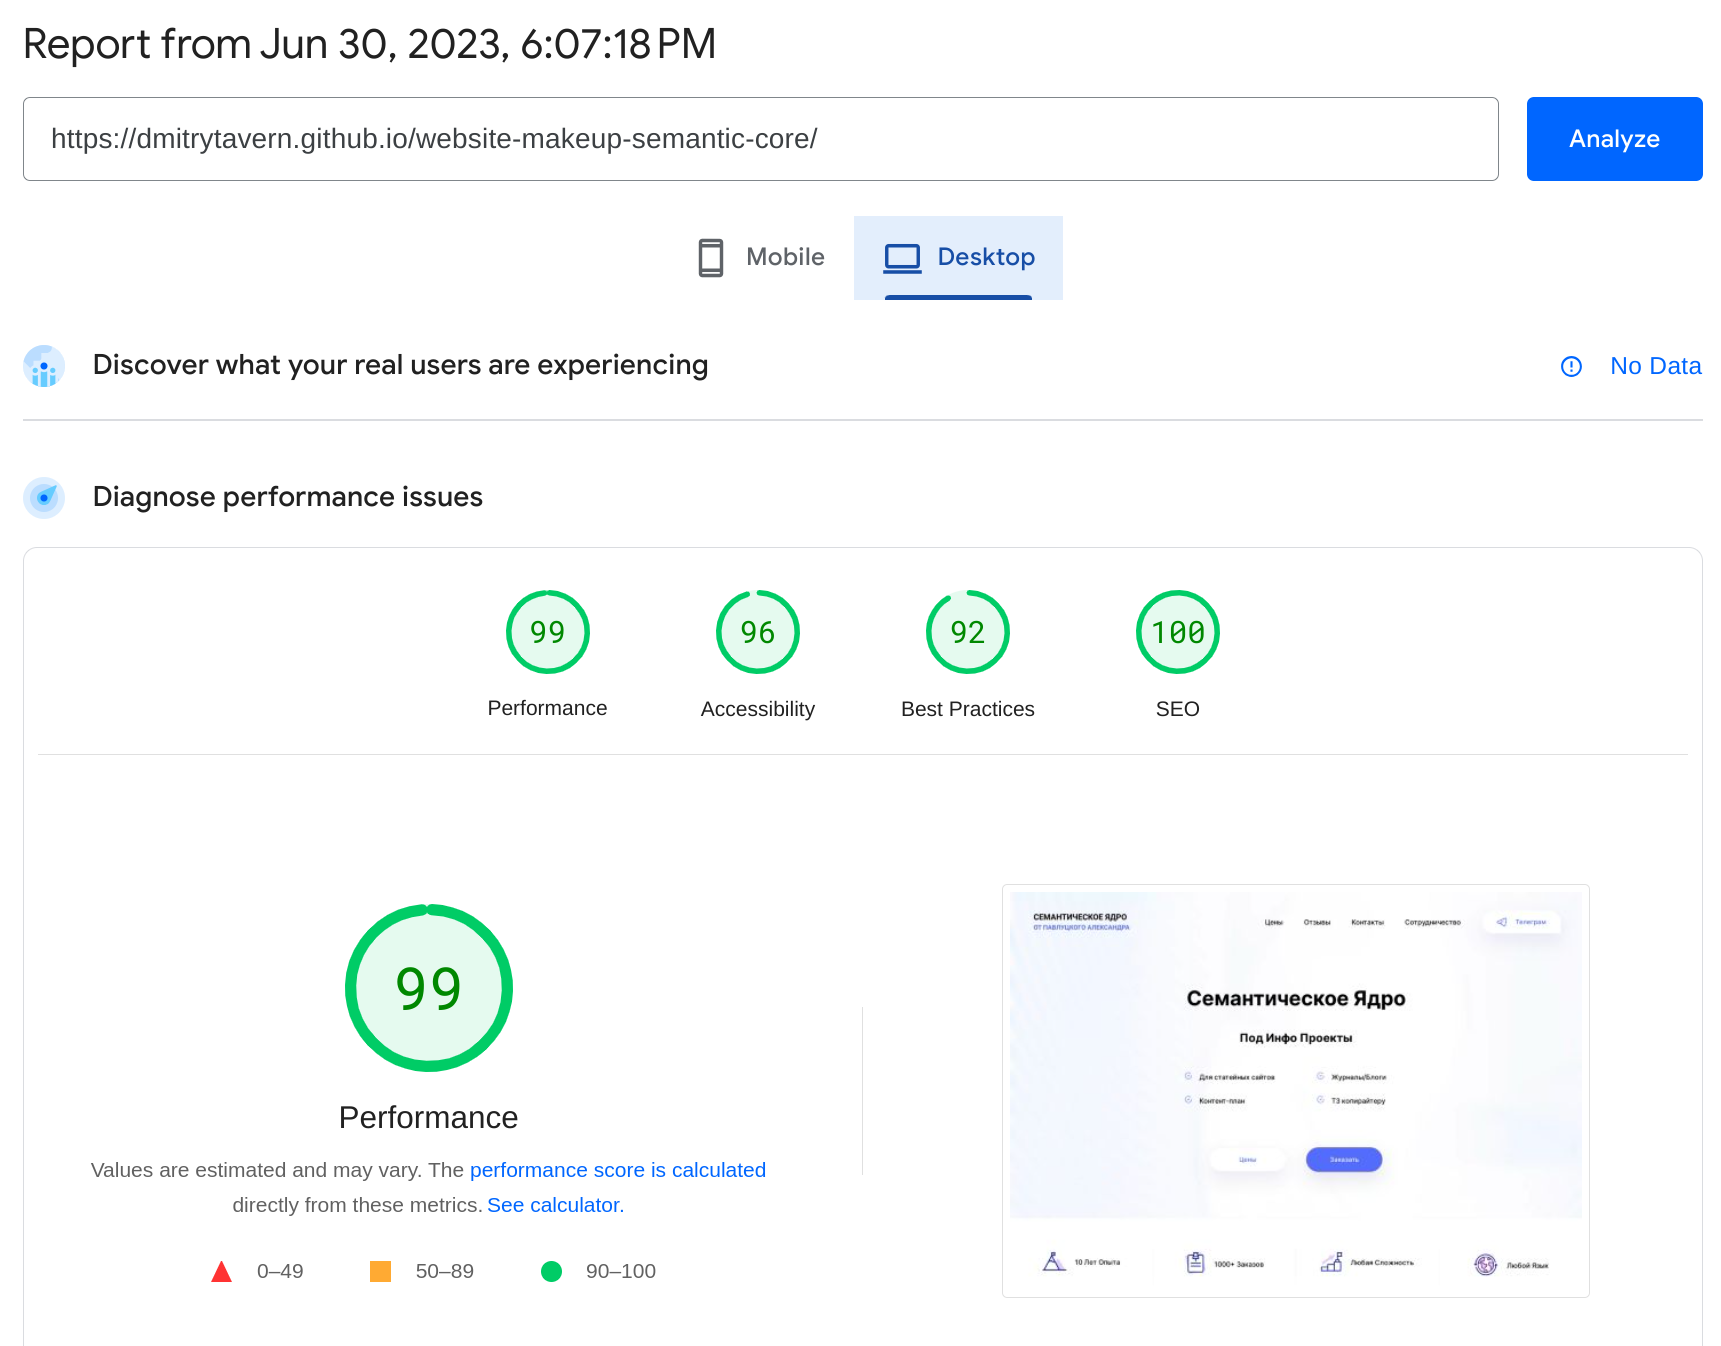 Report from Jun 30, 2023, 6:07:18 PM
https://dmitrytavern.github.io/website-makeup-semantic-core/
Analyze
Mobile
Desktop
Discover what your real users are experiencing
No Data
Diagnose performance issues
99
96
92
100
Performance
Accessibility
Best Practices
SEO
99
Performance
Values are estimated and may vary. The performance score is calculated
directly from these metrics. See calculator.
0–49
50–89
90–100
СЕМАНТИЧЕСКОЕ ЯДРО
ОТ ПАВЛУЦКОГО АЛЕКСАНДРА
Цены
Отзывы
Контакты
Сотрудничество
Телеграм
Семантическое Ядро
Под Инфо Проекты
Для статейных сайтов
Журналы/Блоги
Контент-план
ТЗ копирайтеру
Цены
Заказать
10 Лет Опыта
1000+ Заказов
Любая Сложность
Любой Язык